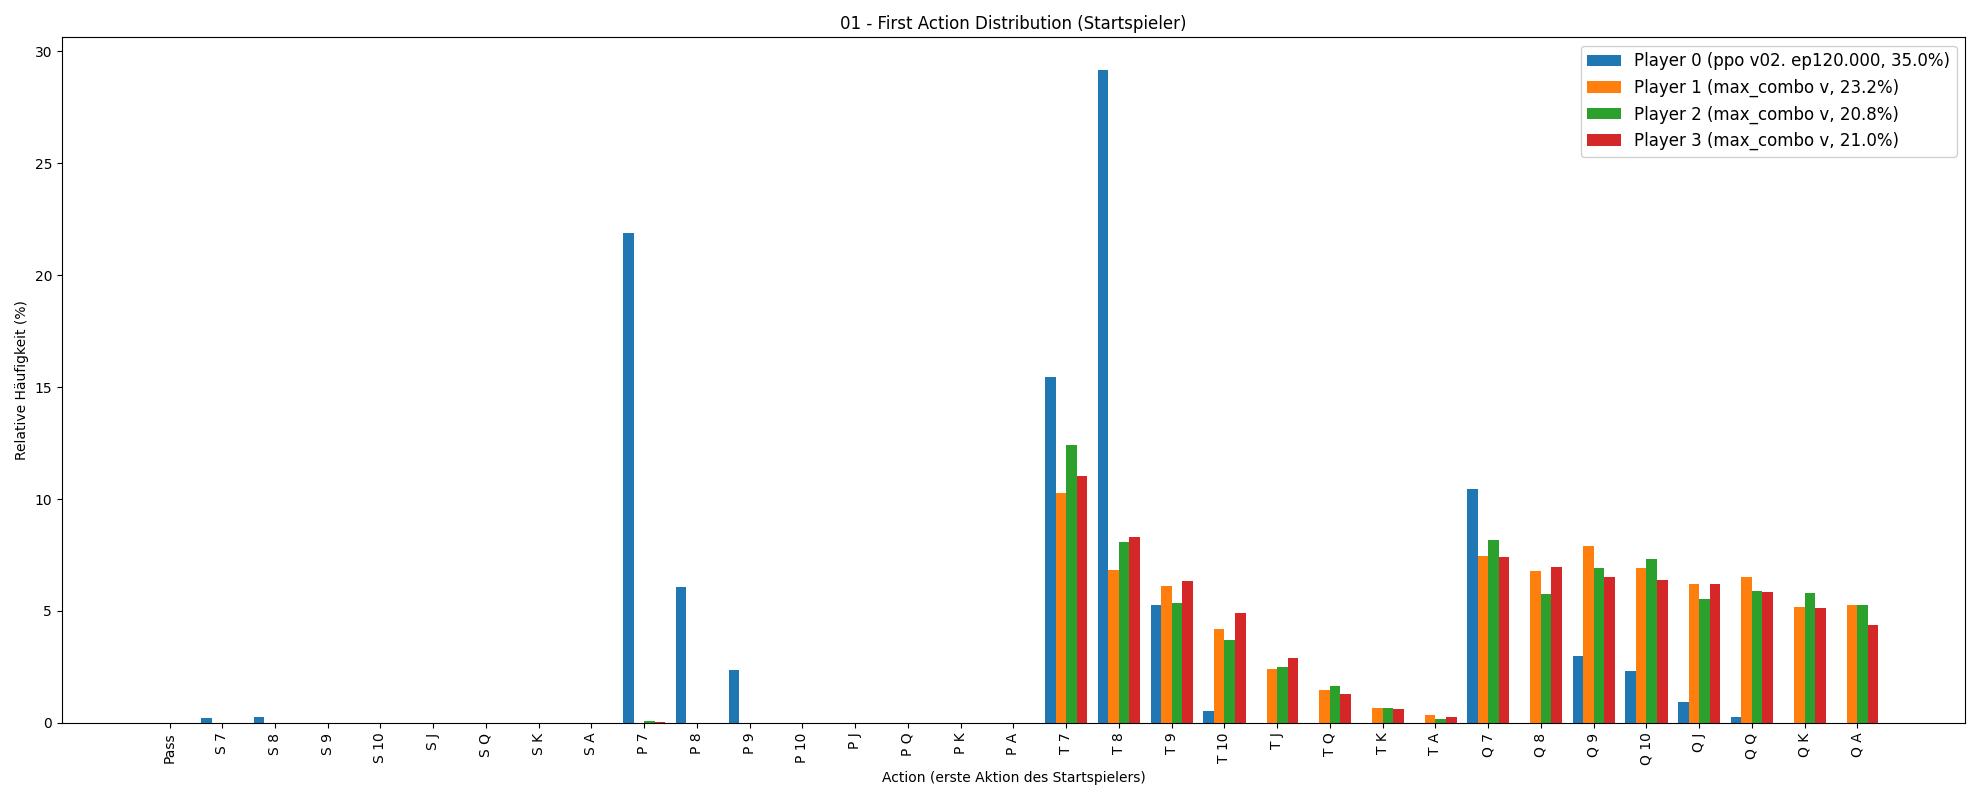 01 - First Action Distribution (Startspieler)
Player 0 (ppo v02. ep120.000, 35.0%)
Player 1 (max_combo v, 23.2%)
Player 2 (max_combo v, 20.8%)
Player 3 (max_combo v, 21.0%)
Relative Häufigkeit (%)
30
25
20
15
10
5
0
Pass
S 7
S 8
S 9
S 10
S J
S Q
S K
S A
P 7
P 8
P 9
P 10
P J
P Q
P K
P A
T 7
T 8
T 9
T 10
T J
T Q
T K
T A
Q 7
Q 8
Q 9
Q 10
Q J
Q Q
Q K
Q A
Action (erste Aktion des Startspielers)